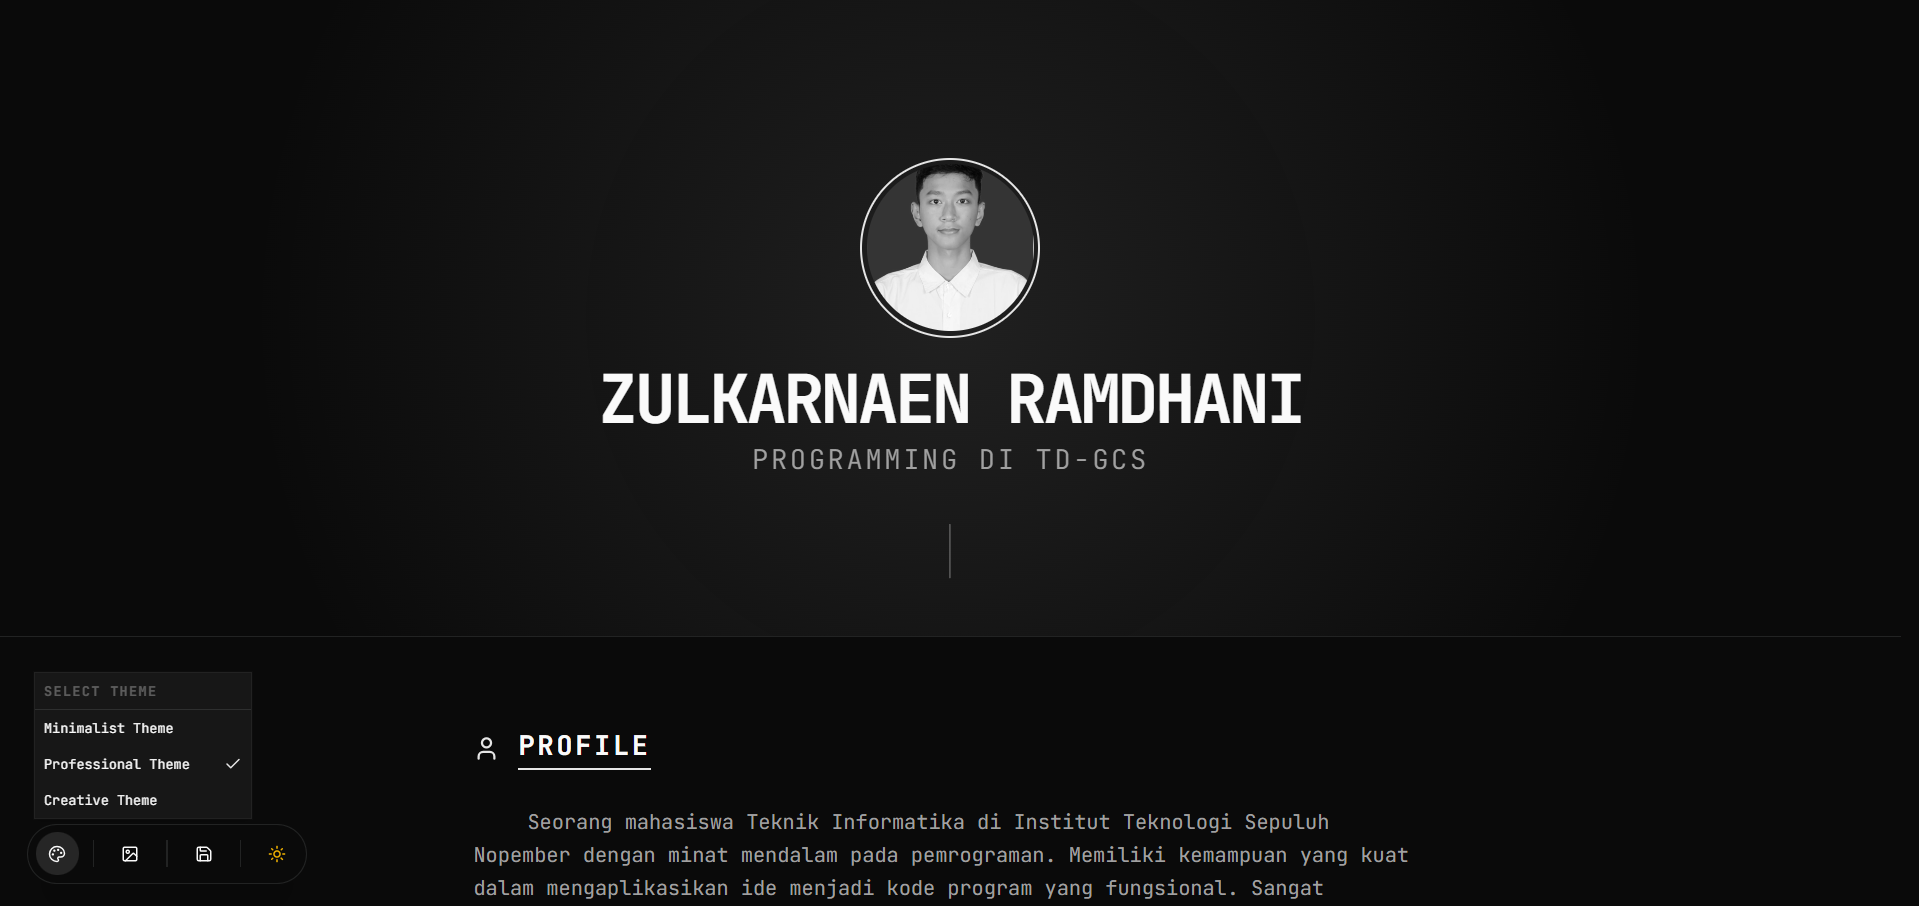 ZULKARNAEN RAMDHANI
PROGRAMMING DI TD-GCS
SELECT THEME
Minimalist Theme
Professional Theme
Creative Theme
PROFILE
Seorang mahasiswa Teknik Informatika di Institut Teknologi Sepuluh
Nopember dengan minat mendalam pada pemrograman. Memiliki kemampuan yang kuat
dalam mengaplikasikan ide menjadi kode program yang fungsional. Sangat